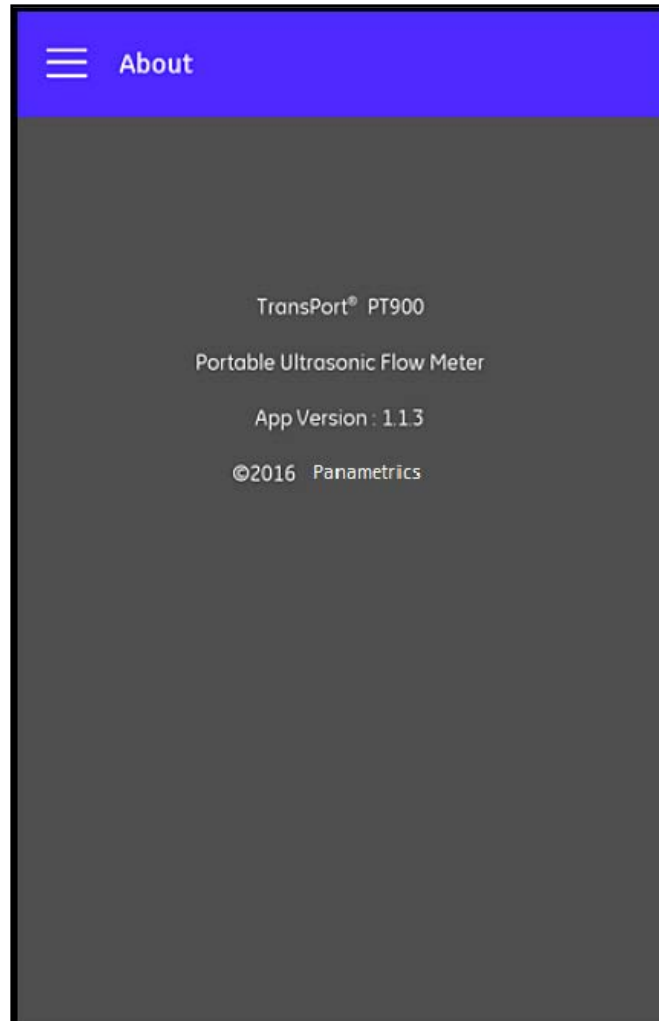 About
TransPort® PT900
Portable Ultrasonic Flow Meter
App Version : 1.1.3
©2016 Panametrics